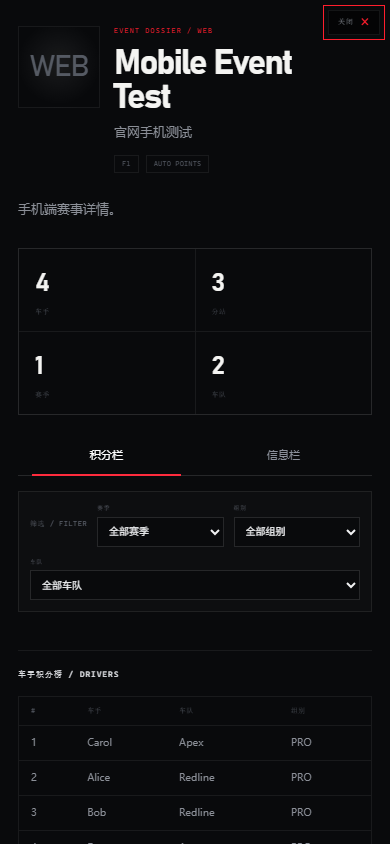 关闭 ×
WEB
EVENT DOSSIER / WEB
Mobile Event
Test
官网手机测试
F1
AUTO POINTS
手机端赛事详情。
4
车手
3
分站
1
赛季
2
车队
积分栏
信息栏
筛选 / FILTER
赛季
全部赛季
组别
全部组别
车队
全部车队
车手积分榜 / DRIVERS
# 车手 车队 组别
1 Carol Apex PRO
2 Alice Redline PRO
3 Bob Redline PRO